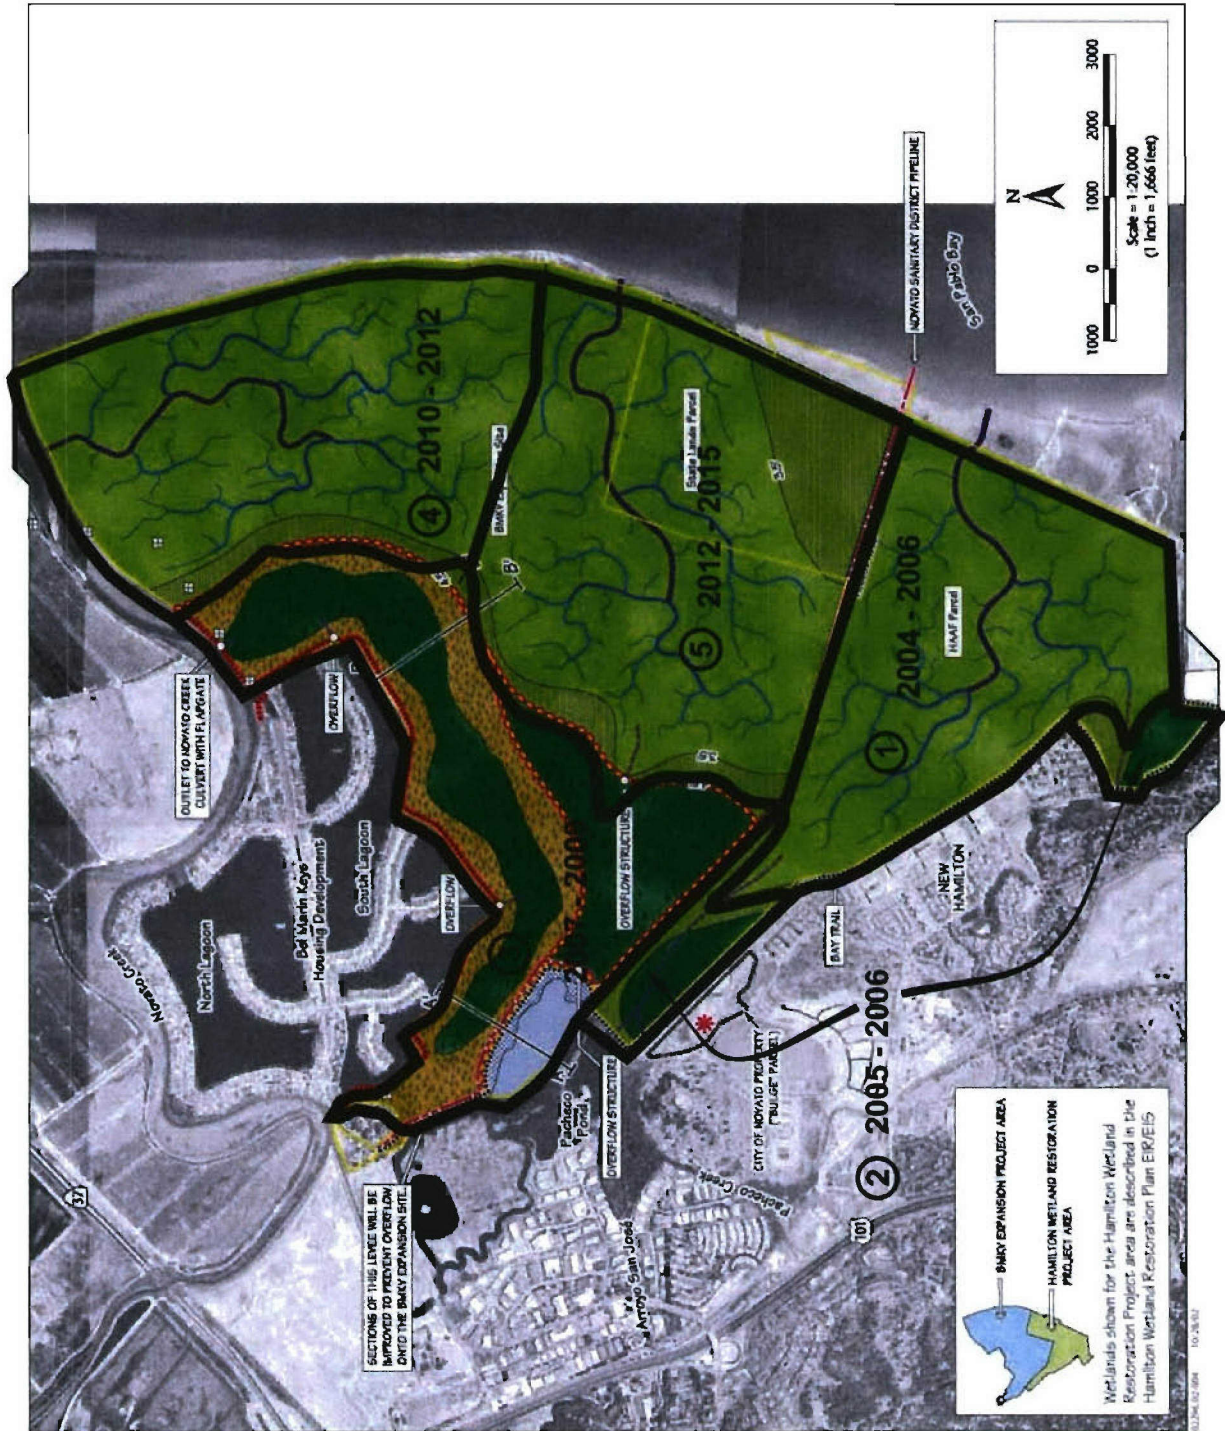 37
Novato Creek
OUTLET TO NOVATO CREEK
CULVERT WITH FLAPGATE
North Lagoon
Bel Marin Keys
Housing Development
South Lagoon
OVERFLOW
OVERFLOW
SECTIONS OF THIS LEVEE WILL BE
IMPROVED TO PREVENT OVERFLOW
ONTO THE BMKV EXPANSION SITE
4 2010 - 2012
B'
Pacheco
Pond
OVERFLOW STRUCTURE
OVERFLOW STRUCTURE
5 2012 - 2015
State Lands Parcel
Arroyo San José
Pacheco Creek
CITY OF NOVATO PROPERTY
("BULGE" PARCEL)
BAY TRAIL
NEW
HAMILTON
1 2004 - 2006
HAAF Parcel
NOVATO SANITARY DISTRICT PIPELINE
San Pablo Bay
101
2 2005 - 2006
BMKV EXPANSION PROJECT AREA
HAMILTON WETLAND RESTORATION
PROJECT AREA
Wetlands shown for the Hamilton Wetland
Restoration Project area are described in the
Hamilton Wetland Restoration Plan EIR/EIS
N
1000 0 1000 2000 3000
Scale = 1:20,000
(1 inch = 1,666 feet)